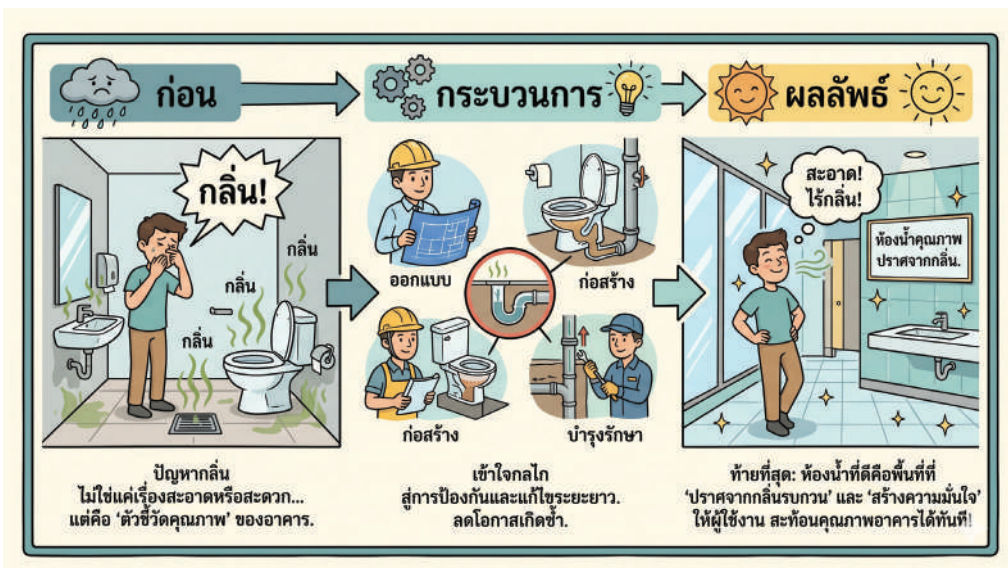 ก่อน
กระบวนการ
ผลลัพธ์
กลิ่น!
กลิ่น
กลิ่น
กลิ่น
ออกแบบ
ก่อสร้าง
ก่อสร้าง
บำรุงรักษา
สะอาด!
ไร้กลิ่น!
ห้องน้ำคุณภาพ
ปราศจากกลิ่น.
ปัญหากลิ่น
ไม่ใช่แค่เรื่องสะอาดหรือสะดวก...
แต่คือ ‘ตัวชี้วัดคุณภาพ’ ของอาคาร.
เข้าใจกลไก
สู่การป้องกันและแก้ไขระยะยาว.
ลดโอกาสเกิดซ้ำ.
ท้ายที่สุด: ห้องน้ำที่ดีคือพื้นที่ที่
‘ปราศจากกลิ่นรบกวน’ และ ‘สร้างความมั่นใจ’
ให้ผู้ใช้งาน สะท้อนคุณภาพอาคารได้ทันที!